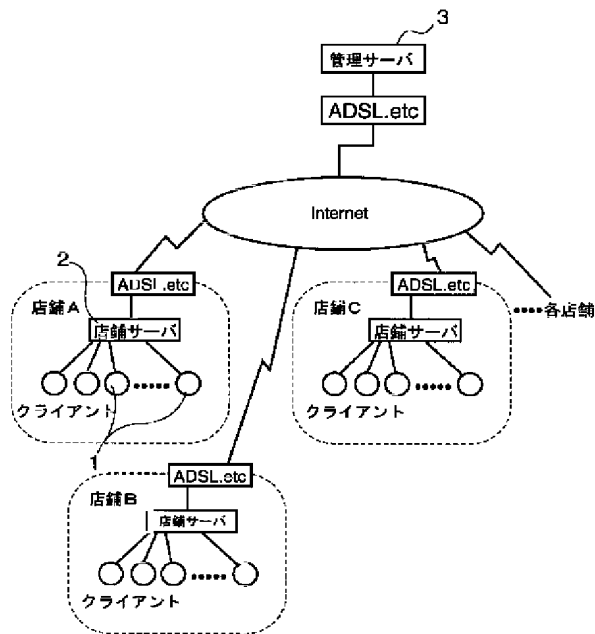 3
管理サーバ
ADSL.etc
Internet
2
ADSL.etc
店舗A
店舗サーバ
•••••
クライアント
1
ADSL.etc
店舗C
店舗サーバ
•••••
クライアント
••••各店舗
ADSL.etc
店舗B
店舗サーバ
•••••
クライアント